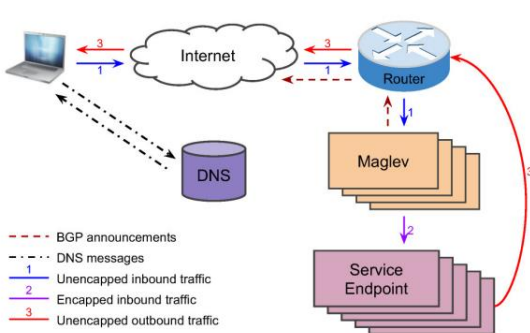 3
3
Internet
1
1
Router
1
DNS
Maglev
3
2
Service
Endpoint
BGP announcements
DNS messages
1
Unencapped inbound traffic
2
Encapped inbound traffic
3
Unencapped outbound traffic